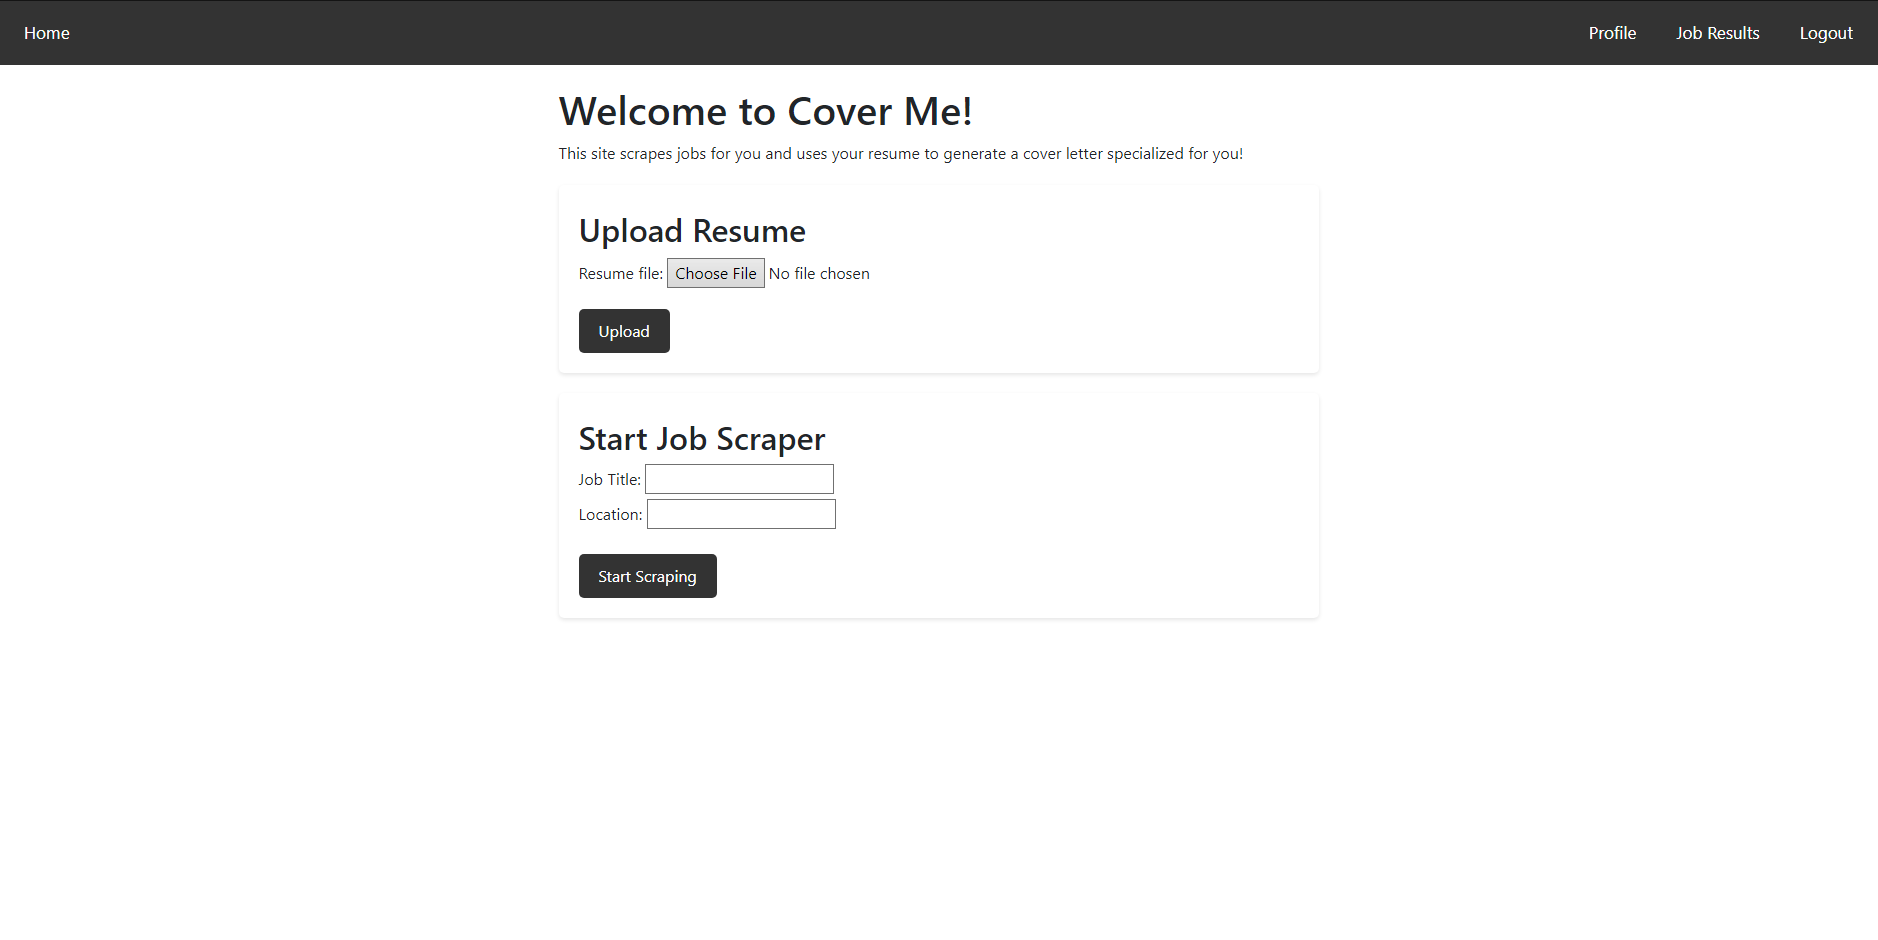 Home Profile Job Results Logout
Welcome to Cover Me!
This site scrapes jobs for you and uses your resume to generate a cover letter specialized for you!
Upload Resume
Resume file: Choose File No file chosen
Upload
Start Job Scraper
Job Title:
Location:
Start Scraping